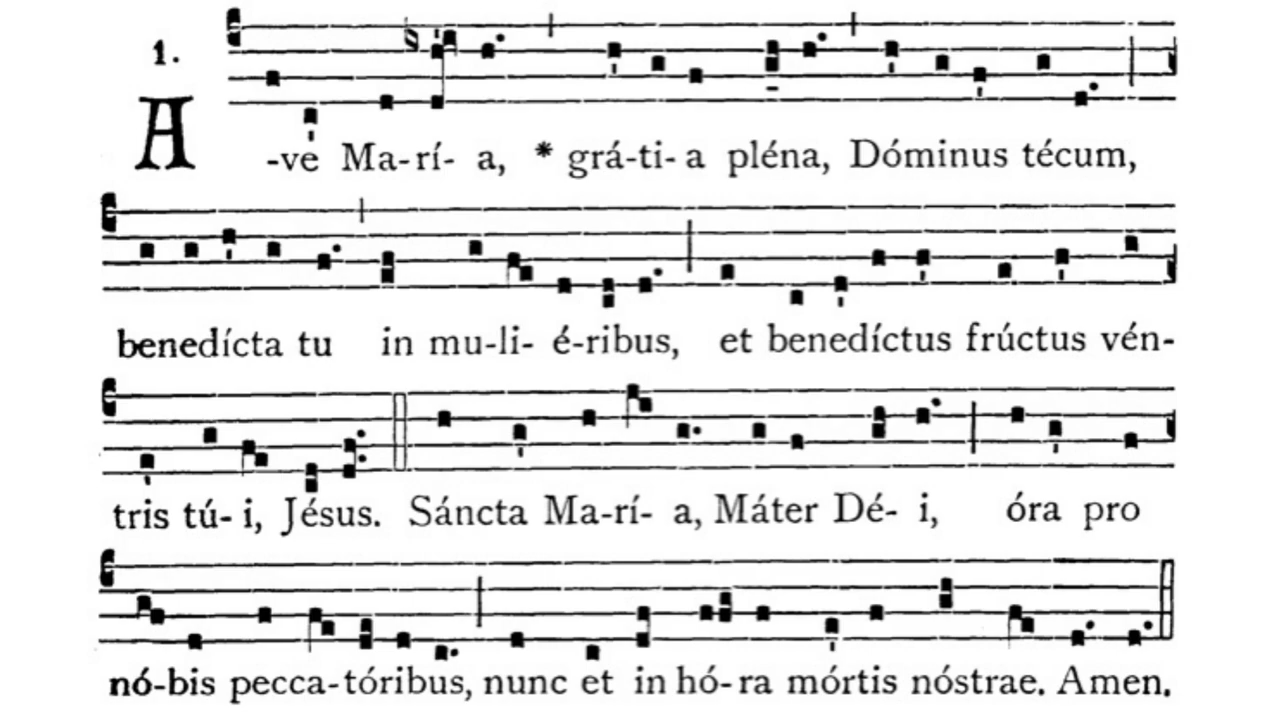 1.
A-ve Ma-rí- a, * grá-ti- a pléna, Dóminus técum,
benedícta tu in mu-li- é-ribus, et benedíctus frúctus vén-
tris tú- i, Jésus. Sáncta Ma-rí- a, Máter Dé- i, óra pro
nó-bis pecca-tóribus, nunc et in hó-ra mórtis nóstrae. Amen.